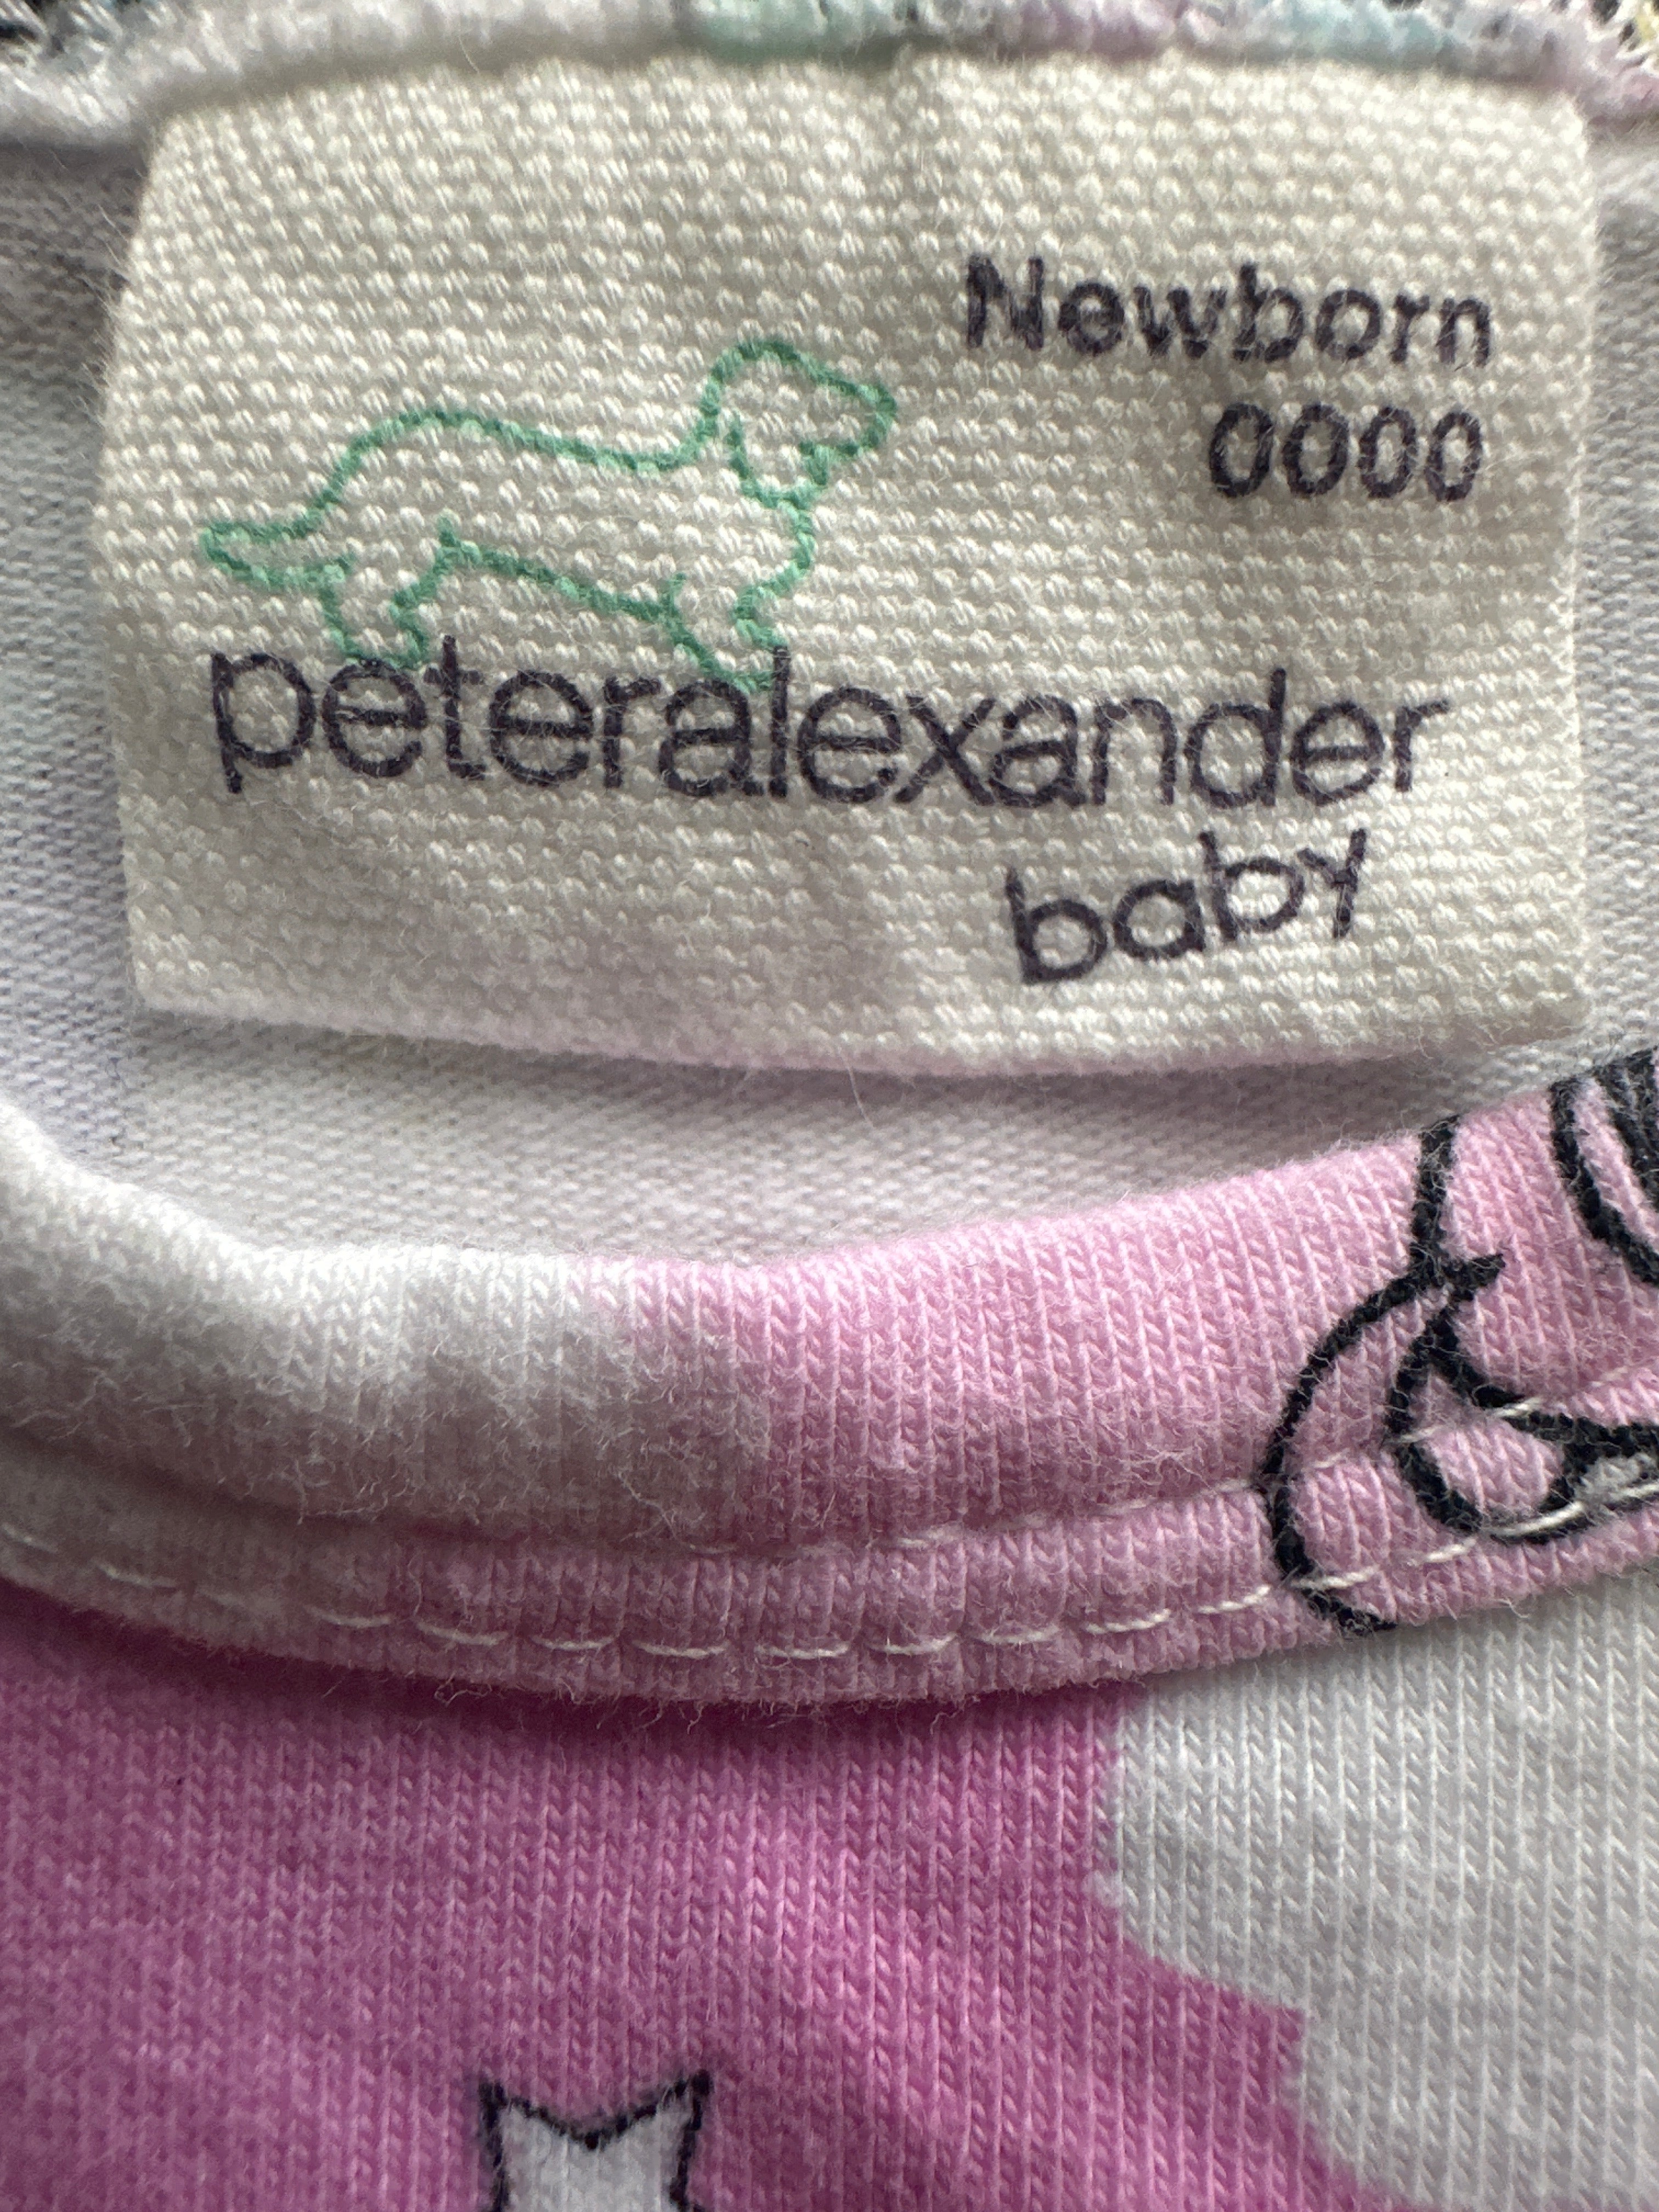 Newborn
0000
peteralexander
baby